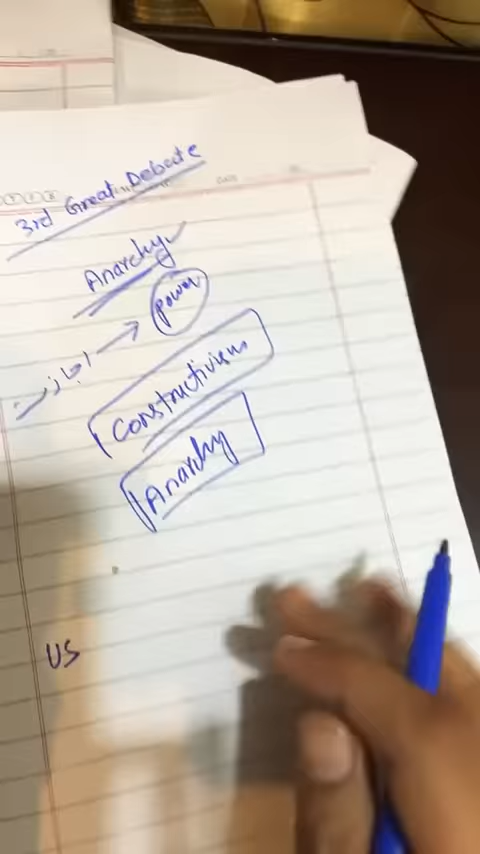 3rd Great Debate
Anarchy
power
اجازت
Constructivism
Anarchy
US